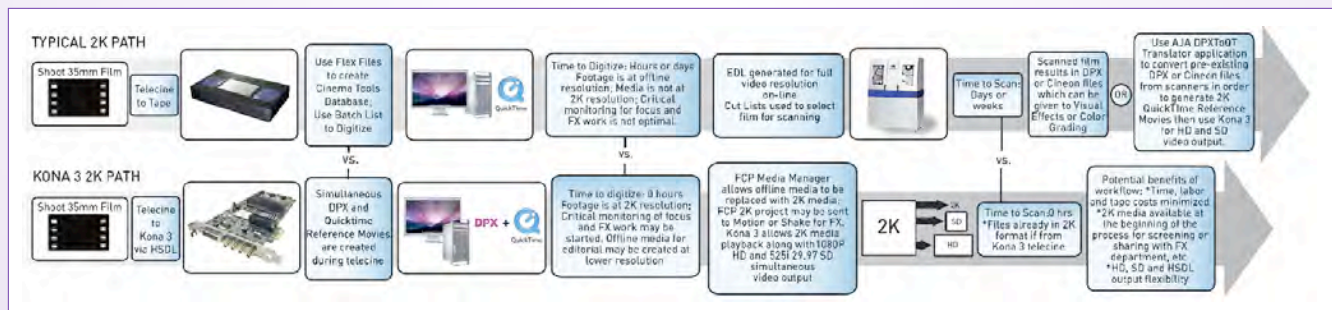 TYPICAL 2K PATH
Shoot 35mm Film
Telecine
to Tape
Use Flex Files
to create
Cinema Tools
Database;
Use Batch List
to Digitize
QuickTime
Time to Digitize: Hours or days
Footage is at offline
resolution; Media is not at
2K resolution; Critical
monitoring for focus and
FX work is not optimal.
EDL generated for full
video resolution
on-line
Cut Lists used to select
film for scanning
Time to Scan:
Days or
weeks
Scanned film
results in DPX
or Cineon files
which can be
given to Visual
Effects or Color
Grading
OR
Use AJA DPXToQT
Translator application
to convert pre-existing
DPX or Cineon files
from scanners in order
to generate 2K
QuickTime Reference
Movies then use Kona 3
for HD and SD
video output.
vs.
vs.
vs.
KONA 3 2K PATH
Shoot 35mm Film
Telecine
to Kona 3
via HSDL
Simultaneous
DPX and
Quicktime
Reference Movies
are created
during telecine
DPX +
QuickTime
Time to digitize: 0 hours
Footage is at 2K resolution;
Critical monitoring of focus
and FX work may be
started. Offline media for
editorial may be created at
lower resolution
FCP Media Manager
allows offline media to be
replaced with 2K media;
FCP 2K project may be sent
to Motion or Shake for FX.
Kona 3 allows 2K media
playback along with 1080P
HD and 525i 29.97 SD
simultaneous
video output
2K
2K
SD
HD
Time to Scan:0 hrs
*Files already in 2K
format if from
Kona 3 telecine
Potential benefits of
workflow: *Time, labor
and tape costs minimized
*2K media available at
the beginning of the
process for screening or
sharing with FX
department, etc
*HD, SD and HSDL
output flexibility